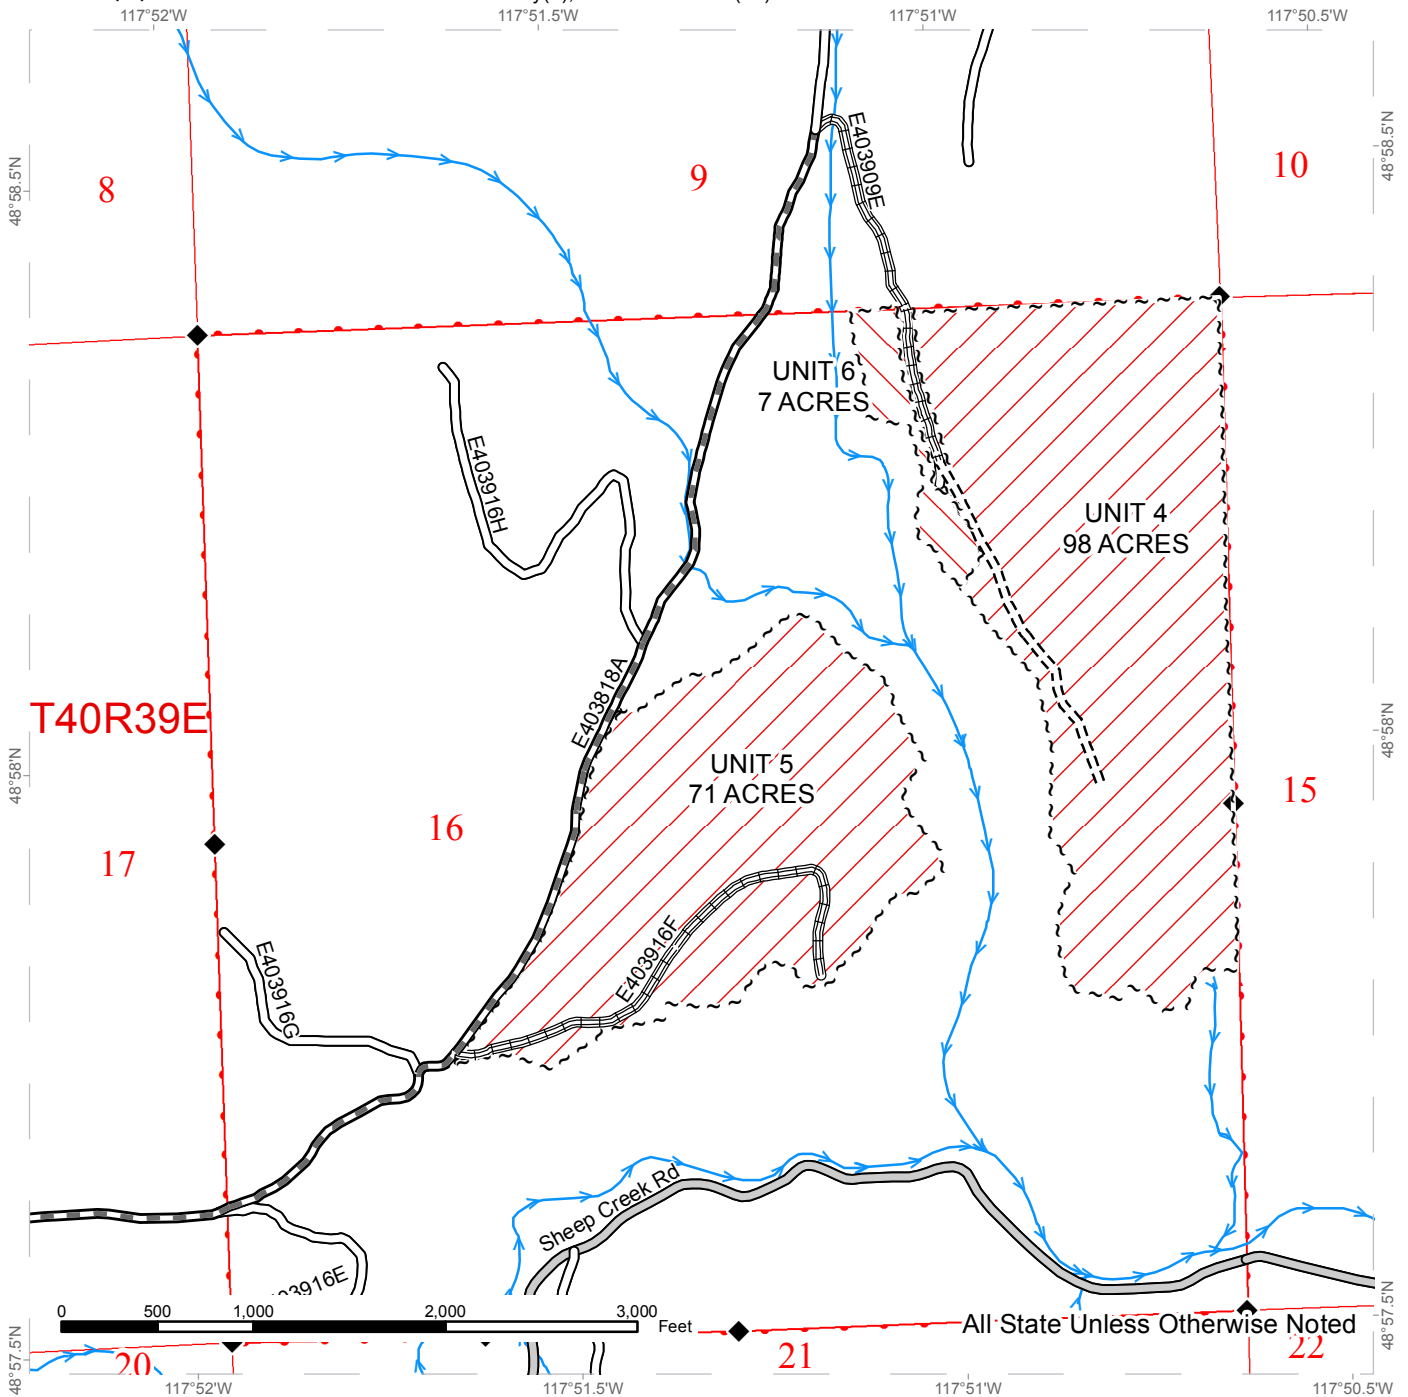 117°52'W 117°51.5'W 117°51'W 117°50.5'W
48°58.5'N
48°58.5'N
8
9
10
E403909E
UNIT 6
7 ACRES
E403916H
UNIT 4
98 ACRES
T40R39E
E403818A
UNIT 5
71 ACRES
48°58'N
48°58'N
15
16
17
E403916F
E403916G
Sheep Creek Rd
03916E
0 500 1,000 2,000 3,000
Feet
All State Unless Otherwise Noted
48°57.5'N
48°57.5'N
20
21
22
117°52'W 117°51.5'W 117°51'W 117°50.5'W